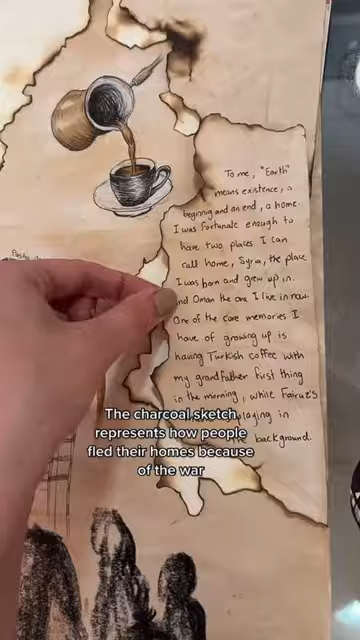 To me, "Earth"
means existence, a
beginnig and an end, a home.
I was fortunate enough to
have two places I can
call home, Syria, the place
I was born and grew up in.
And Oman the one I live in now.
One of the core memories I
have of growing up is
having Turkish coffee with
my grandfather first thing
in the morning, while Fairuz's
playing in
background.
The charcoal sketch
represents how people
fled their homes because
of the war